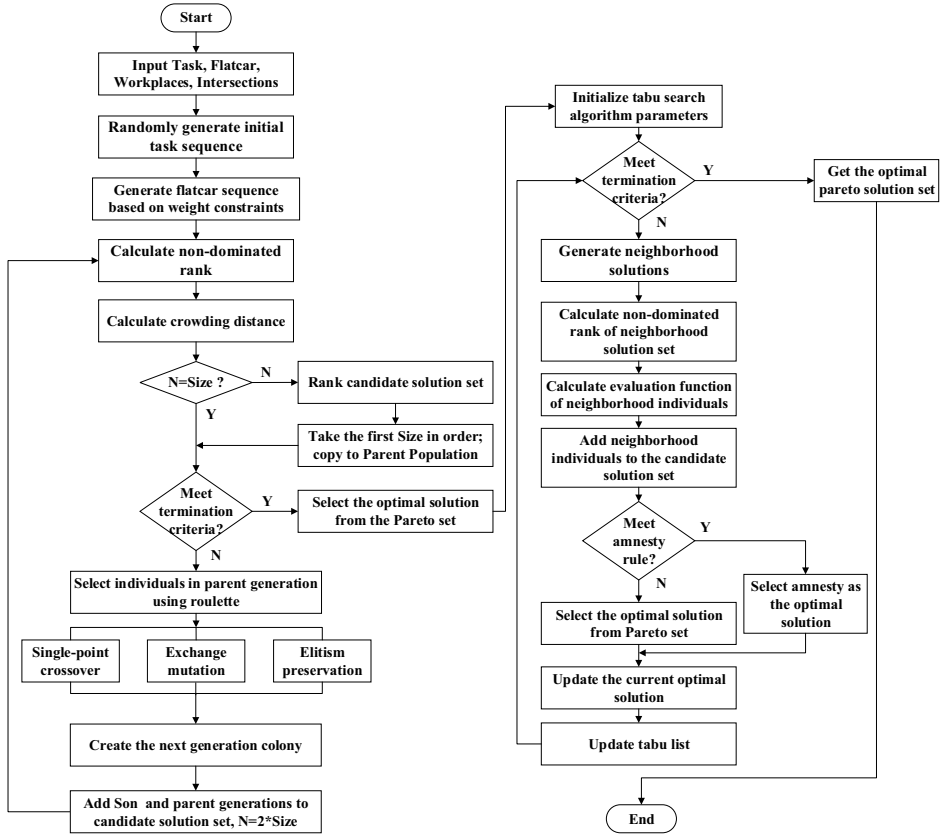 Start
Input Task, Flatcar,
Workplaces, Intersections
Randomly generate initial
task sequence
Generate flatcar sequence
based on weight constraints
Calculate non-dominated
rank
Calculate crowding distance
N=Size ?
N
Y
Rank candidate solution set
Take the first Size in order;
copy to Parent Population
Meet
termination
criteria?
Y
N
Select the optimal solution
from the Pareto set
Select individuals in parent generation
using roulette
Single-point
crossover
Exchange
mutation
Elitism
preservation
Create the next generation colony
Add Son and parent generations to
candidate solution set, N=2*Size
Initialize tabu search
algorithm parameters
Meet
termination
criteria?
Y
N
Get the optimal
pareto solution set
Generate neighborhood
solutions
Calculate non-dominated
rank of neighborhood
solution set
Calculate evaluation function
of neighborhood individuals
Add neighborhood
individuals to the candidate
solution set
Meet
amnesty
rule?
Y
N
Select amnesty as
the optimal
solution
Select the optimal solution
from Pareto set
Update the current optimal
solution
Update tabu list
End